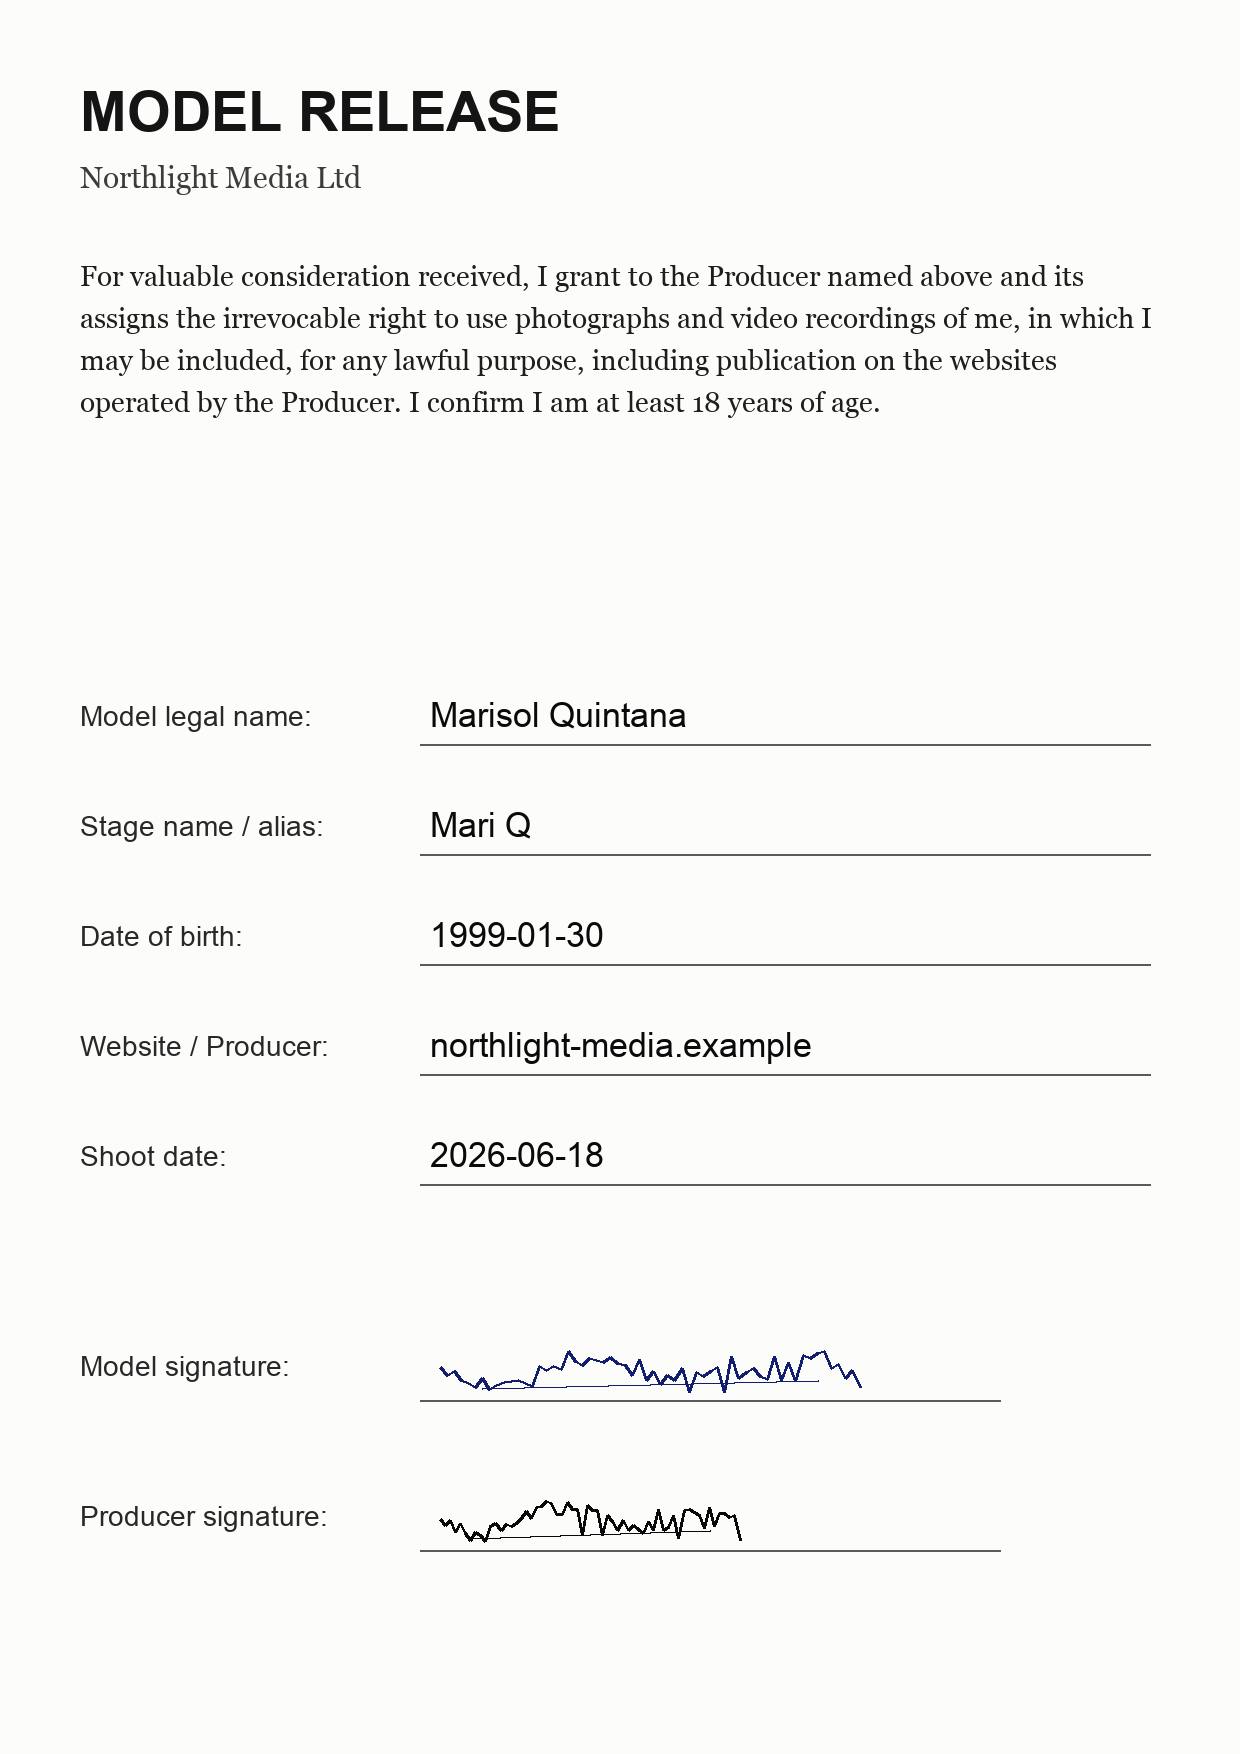 MODEL RELEASE
Northlight Media Ltd
For valuable consideration received, I grant to the Producer named above and its
assigns the irrevocable right to use photographs and video recordings of me, in which I
may be included, for any lawful purpose, including publication on the websites
operated by the Producer. I confirm I am at least 18 years of age.
Model legal name: Marisol Quintana
Stage name / alias: Mari Q
Date of birth: 1999-01-30
Website / Producer: northlight-media.example
Shoot date: 2026-06-18
Model signature:
Producer signature: